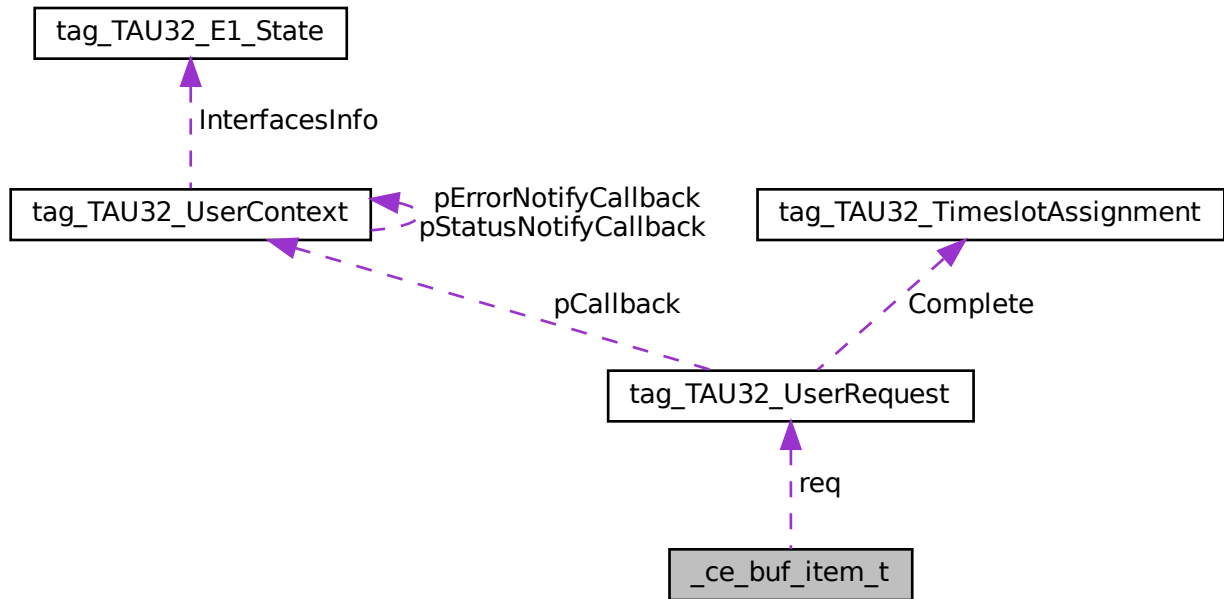 tag_TAU32_E1_State
InterfacesInfo
tag_TAU32_UserContext
pErrorNotifyCallback
pStatusNotifyCallback
tag_TAU32_TimeslotAssignment
pCallback
Complete
tag_TAU32_UserRequest
req
_ce_buf_item_t